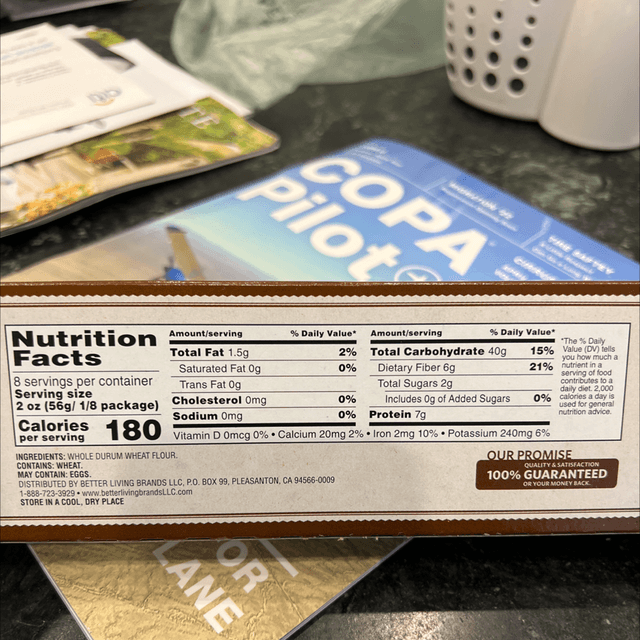 COPA
Pilot
Nutrition
Facts
8 servings per container
Serving size
2 oz (56g/ 1/8 package)
Calories
per serving
180
Amount/serving % Daily Value*
Total Fat 1.5g 2%
Saturated Fat 0g 0%
Trans Fat 0g
Cholesterol 0mg 0%
Sodium 0mg 0%
Amount/serving % Daily Value*
Total Carbohydrate 40g 15%
Dietary Fiber 6g 21%
Total Sugars 2g
Includes 0g of Added Sugars 0%
Protein 7g
Vitamin D 0mcg 0% • Calcium 20mg 2% • Iron 2mg 10% • Potassium 240mg 6%
*The % Daily
Value (DV) tells
you how much a
nutrient in a
serving of food
contributes to a
daily diet. 2,000
calories a day is
used for general
nutrition advice.
INGREDIENTS: WHOLE DURUM WHEAT FLOUR.
CONTAINS: WHEAT.
MAY CONTAIN: EGGS.
DISTRIBUTED BY BETTER LIVING BRANDS LLC, P.O. BOX 99, PLEASANTON, CA 94566-0009
1-888-723-3929 • www.betterlivingbrandsLLC.com
STORE IN A COOL, DRY PLACE
OUR PROMISE
QUALITY & SATISFACTION
100% GUARANTEED
OR YOUR MONEY BACK.
OR
LANE